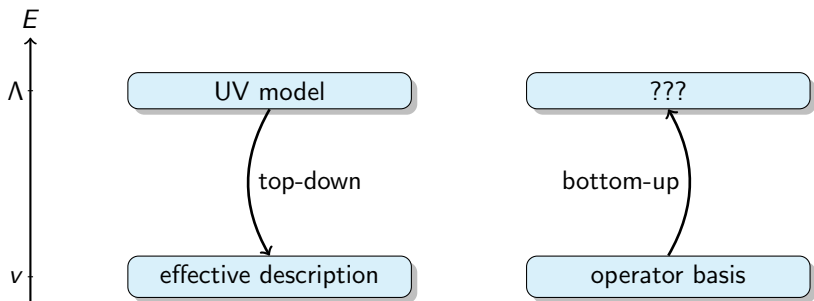 E
Λ
UV model
???
top-down
bottom-up
v
effective description
operator basis